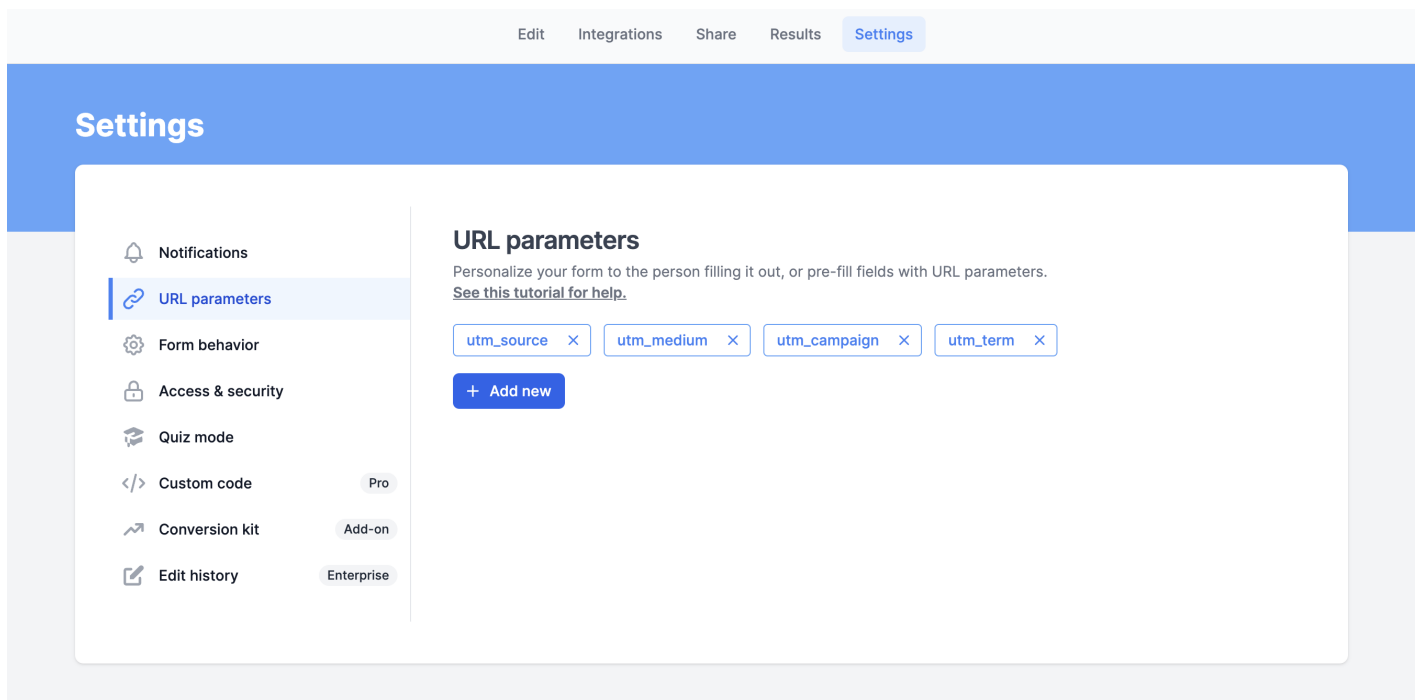 Edit Integrations Share Results Settings
Settings
Notifications
URL parameters
Form behavior
Access & security
Quiz mode
Custom code Pro
Conversion kit Add-on
Edit history Enterprise
URL parameters
Personalize your form to the person filling it out, or pre-fill fields with URL parameters.
See this tutorial for help.
utm_source × utm_medium × utm_campaign × utm_term ×
+ Add new